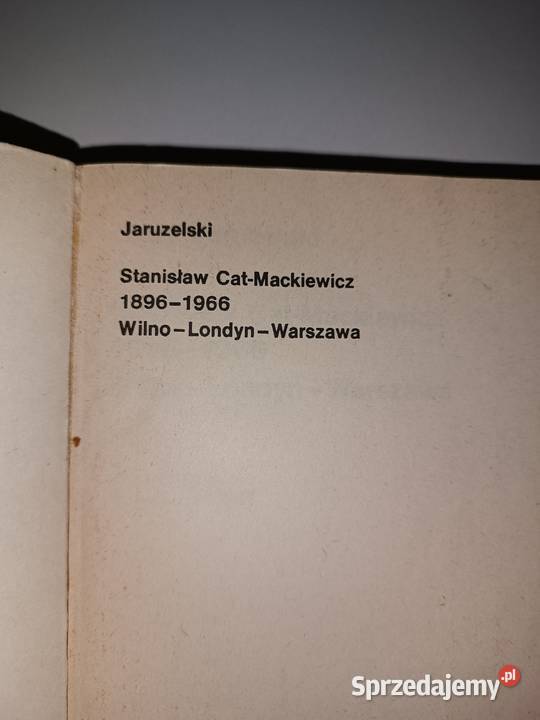 Jaruzelski
Stanisław Cat-Mackiewicz
1896–1966
Wilno–Londyn–Warszawa
Sprzedajemy.pl